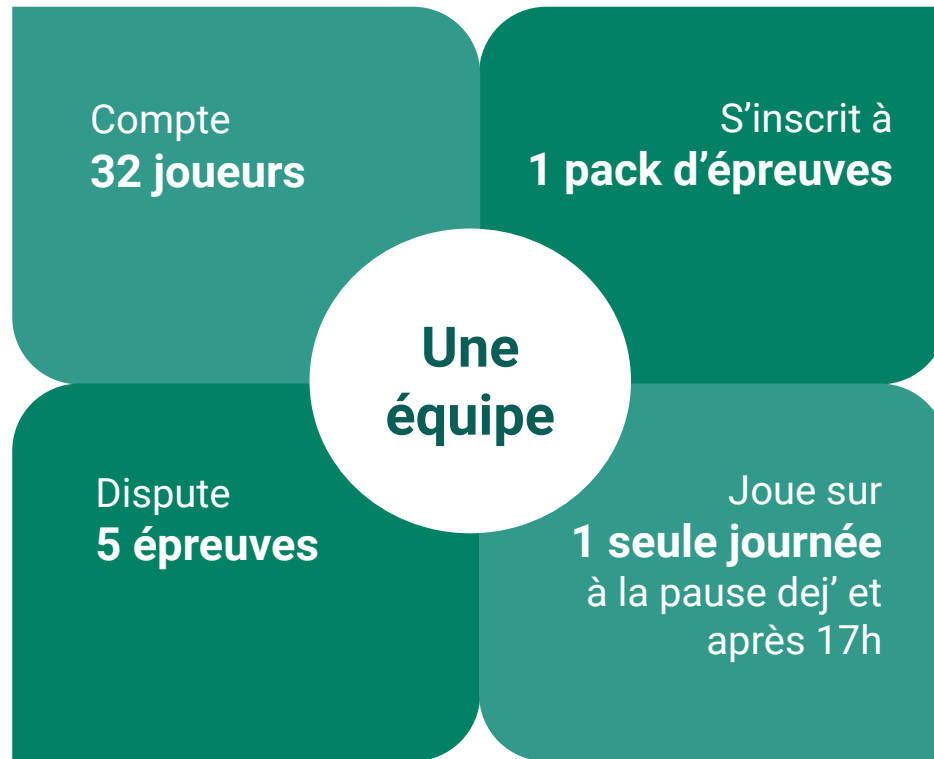 Compte
32 joueurs
S’inscrit à
1 pack d’épreuves
Une
équipe
Dispute
5 épreuves
Joue sur
1 seule journée
à la pause dej’ et
après 17h